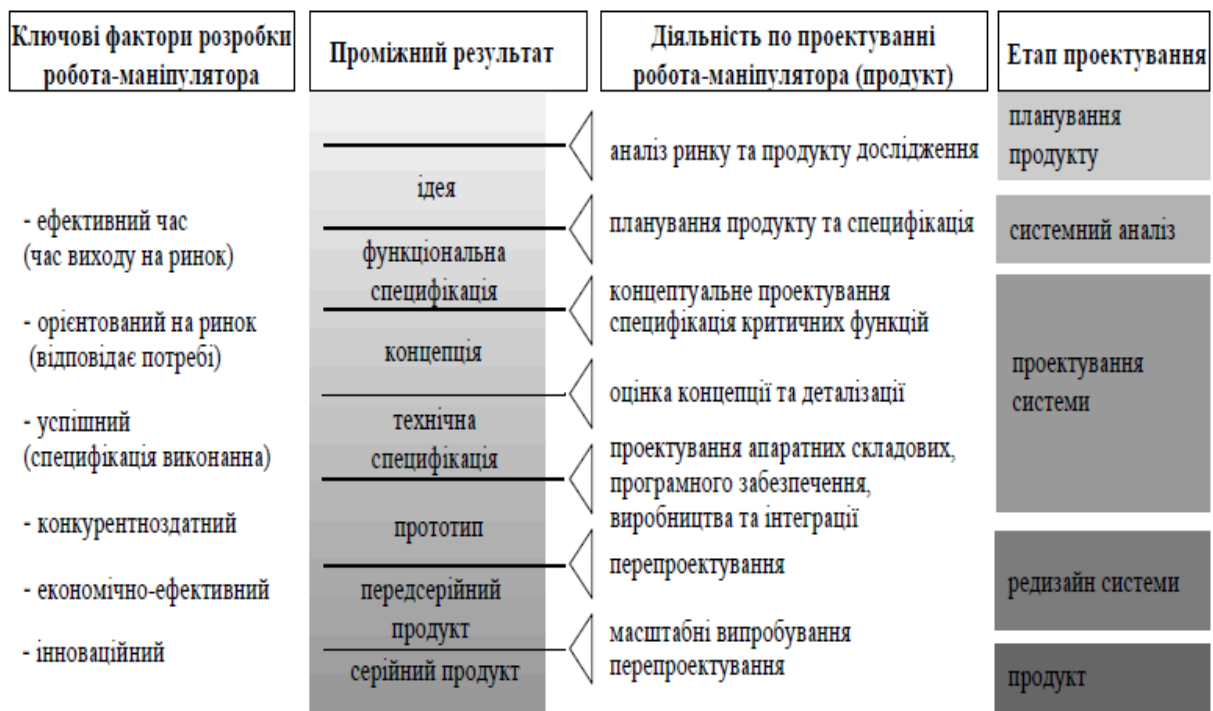 Ключові фактори розробки
робота-маніпулятора
Проміжний результат
Діяльність по проектуванні
робота-маніпулятора (продукт)
Етап проектування
- ефективний час
(час виходу на ринок)
- орієнтований на ринок
(відповідає потребі)
- успішний
(специфікація виконанна)
- конкурентноздатний
- економічно-ефективний
- інноваційний
ідея
функціональна
специфікація
концепція
технічна
специфікація
прототип
передсерійний
продукт
серійний продукт
аналіз ринку та продукту дослідження
планування продукту та специфікація
концептуальне проектування
специфікація критичних функцій
оцінка концепції та деталізації
проектування апаратних складових,
програмного забезпечення,
виробництва та інтеграції
перепроектування
масштабні випробування
перепроектування
планування
продукту
системний аналіз
проектування
системи
редизайн системи
продукт